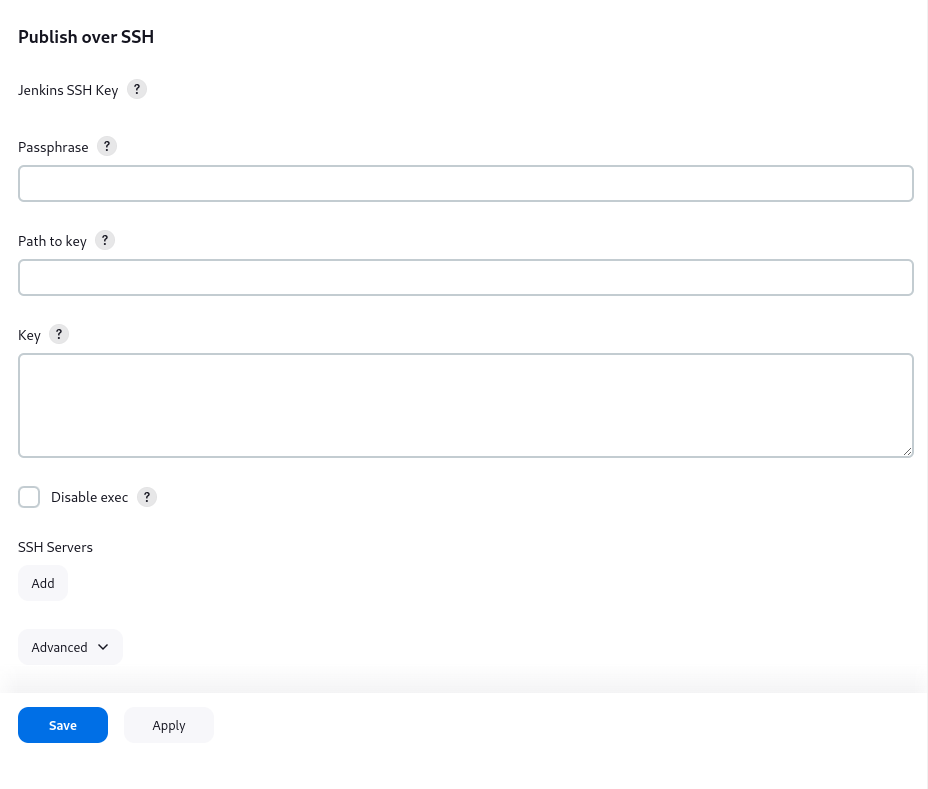 Publish over SSH
Jenkins SSH Key ?
Passphrase ?
Path to key ?
Key ?
Disable exec ?
SSH Servers
Add
Advanced
Save Apply